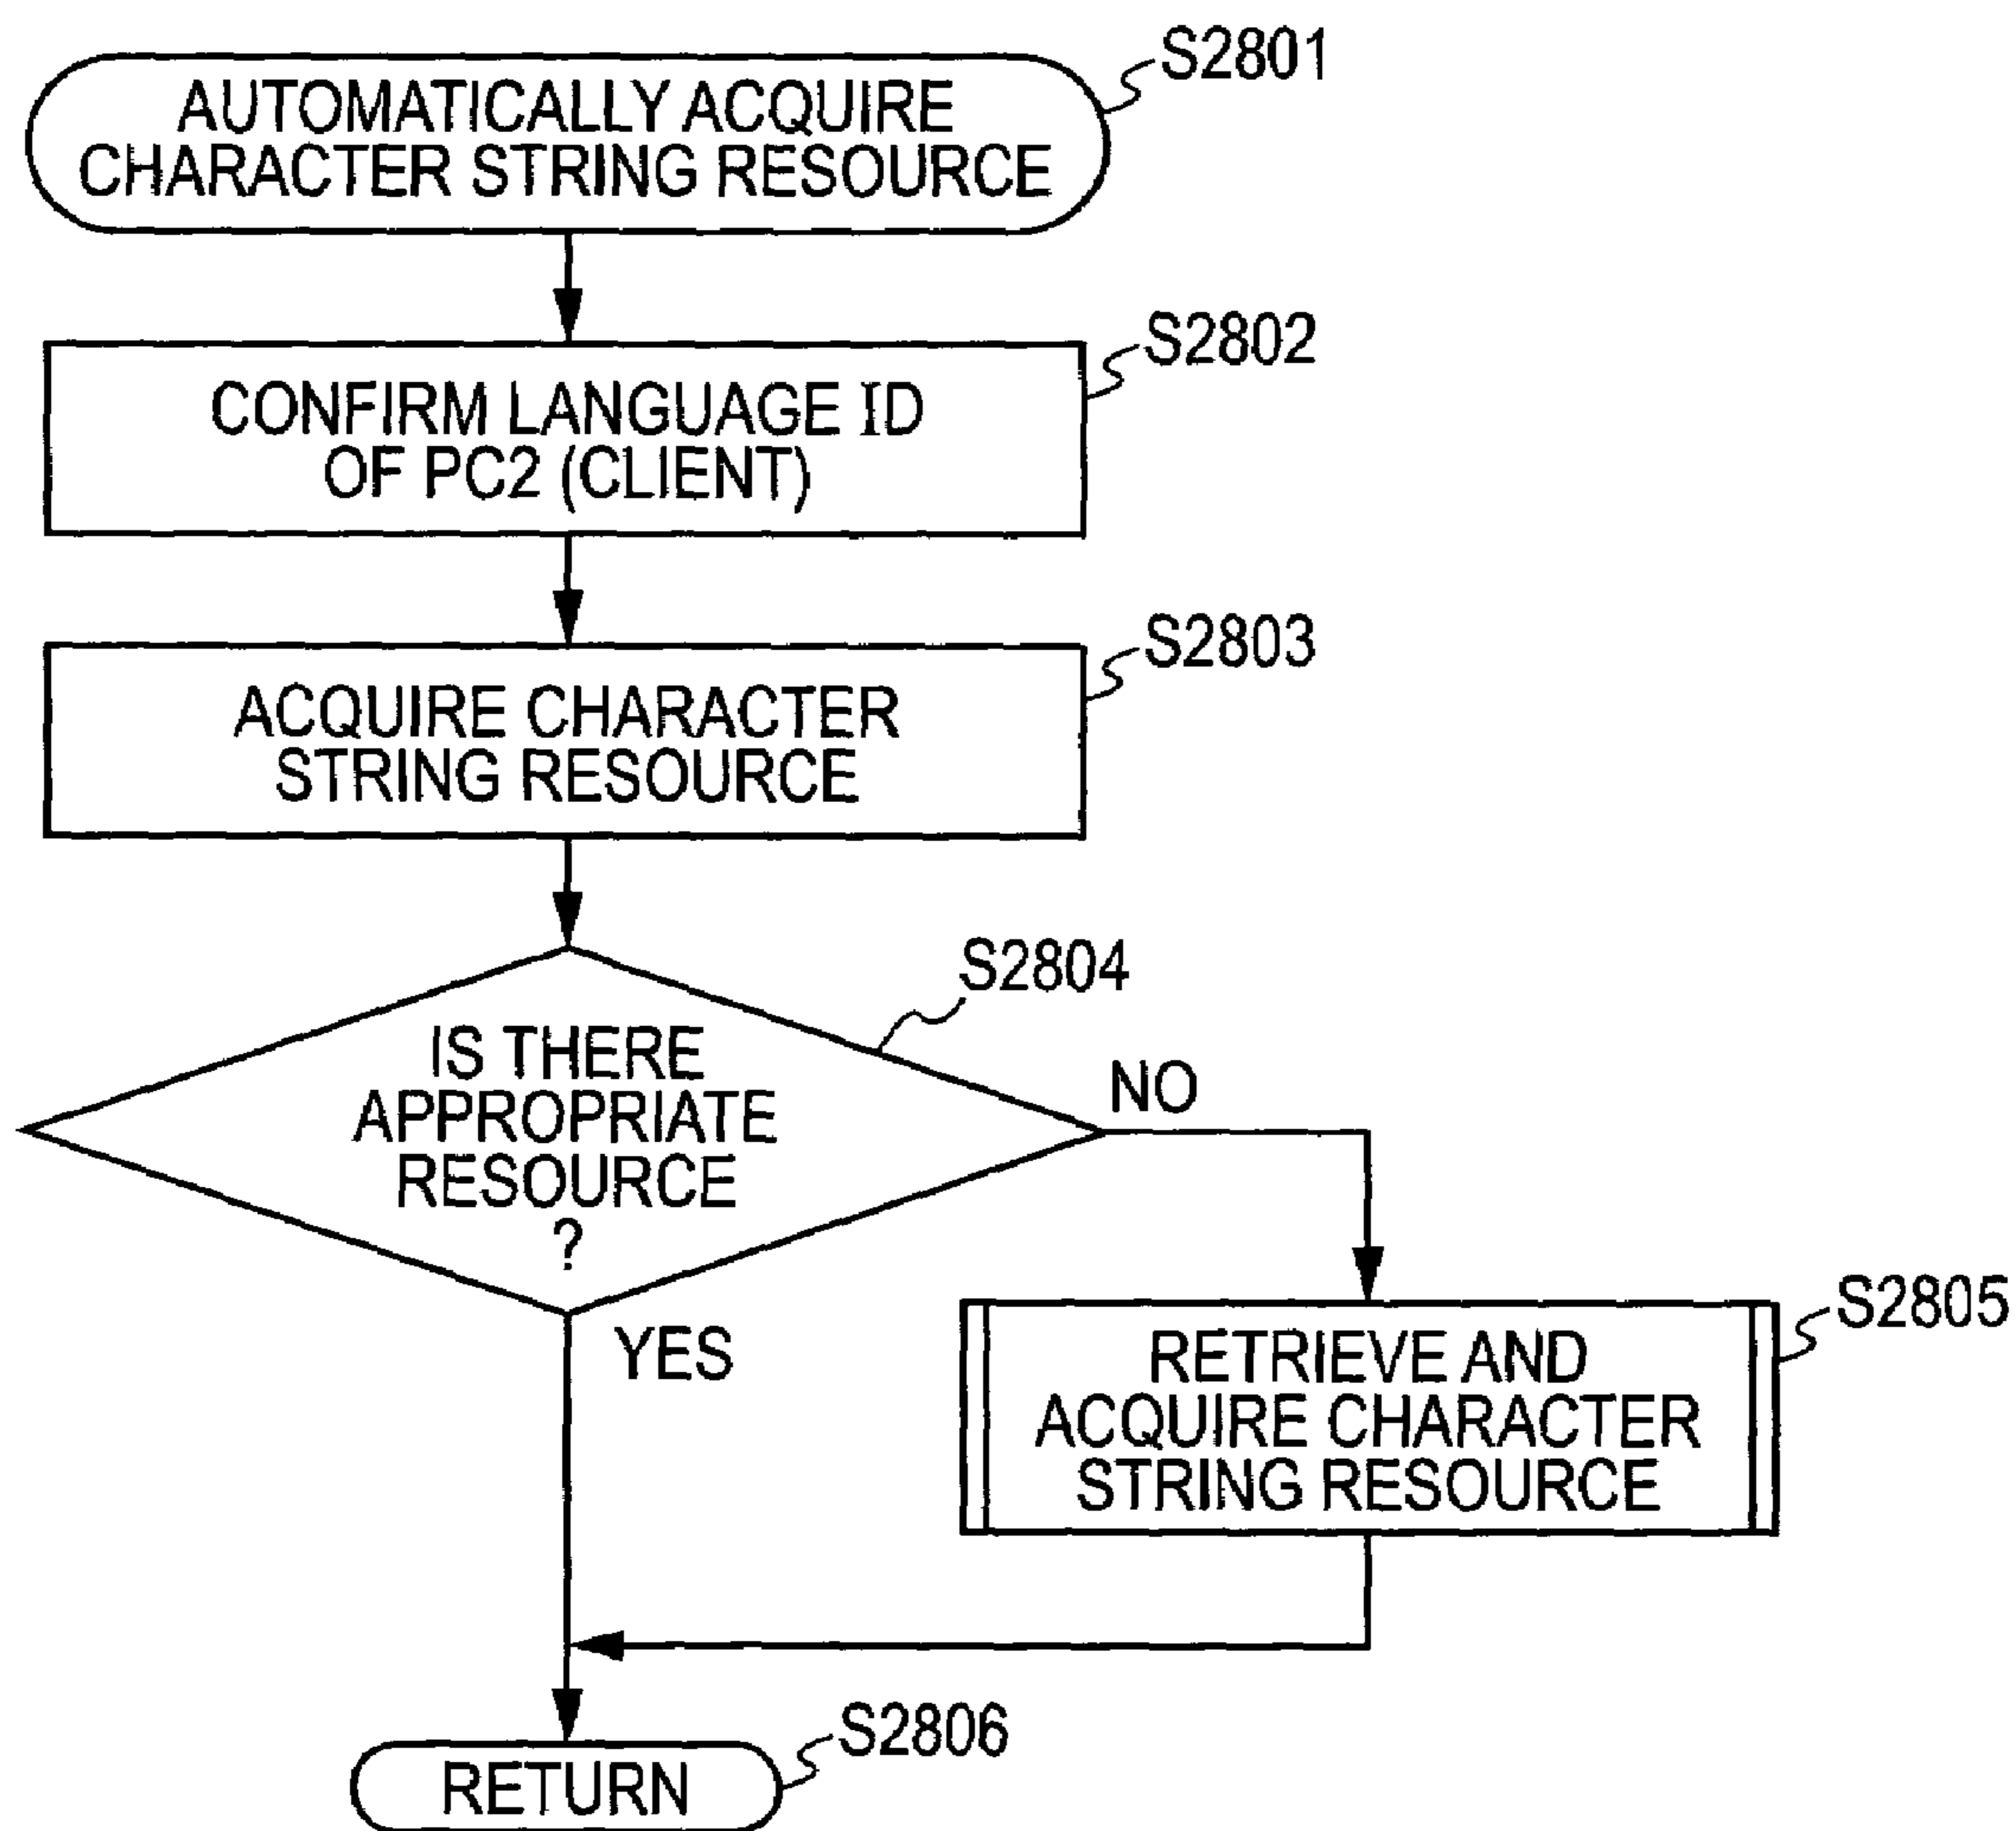 S2801
AUTOMATICALLY ACQUIRE
CHARACTER STRING RESOURCE
S2802
CONFIRM LANGUAGE ID
OF PC2 (CLIENT)
S2803
ACQUIRE CHARACTER
STRING RESOURCE
S2804
IS THERE
APPROPRIATE
RESOURCE
?
NO
YES
S2805
RETRIEVE AND
ACQUIRE CHARACTER
STRING RESOURCE
S2806
RETURN